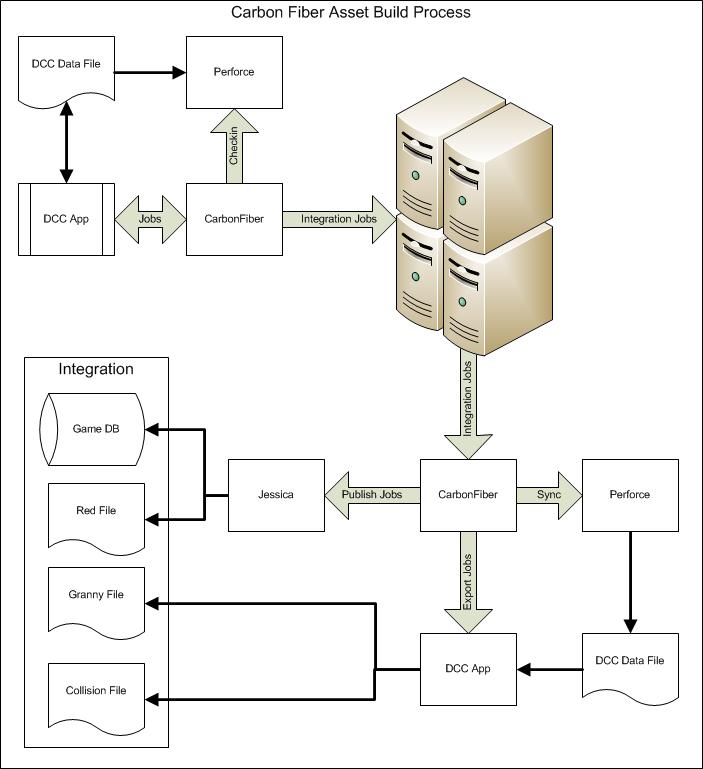 Carbon Fiber Asset Build Process
DCC Data File
Perforce
Checkin
DCC App
Jobs
CarbonFiber
Integration Jobs
Integration Jobs
Integration
Game DB
Red File
Granny File
Collision File
Jessica
Publish Jobs
CarbonFiber
Sync
Perforce
Export Jobs
DCC App
DCC Data File